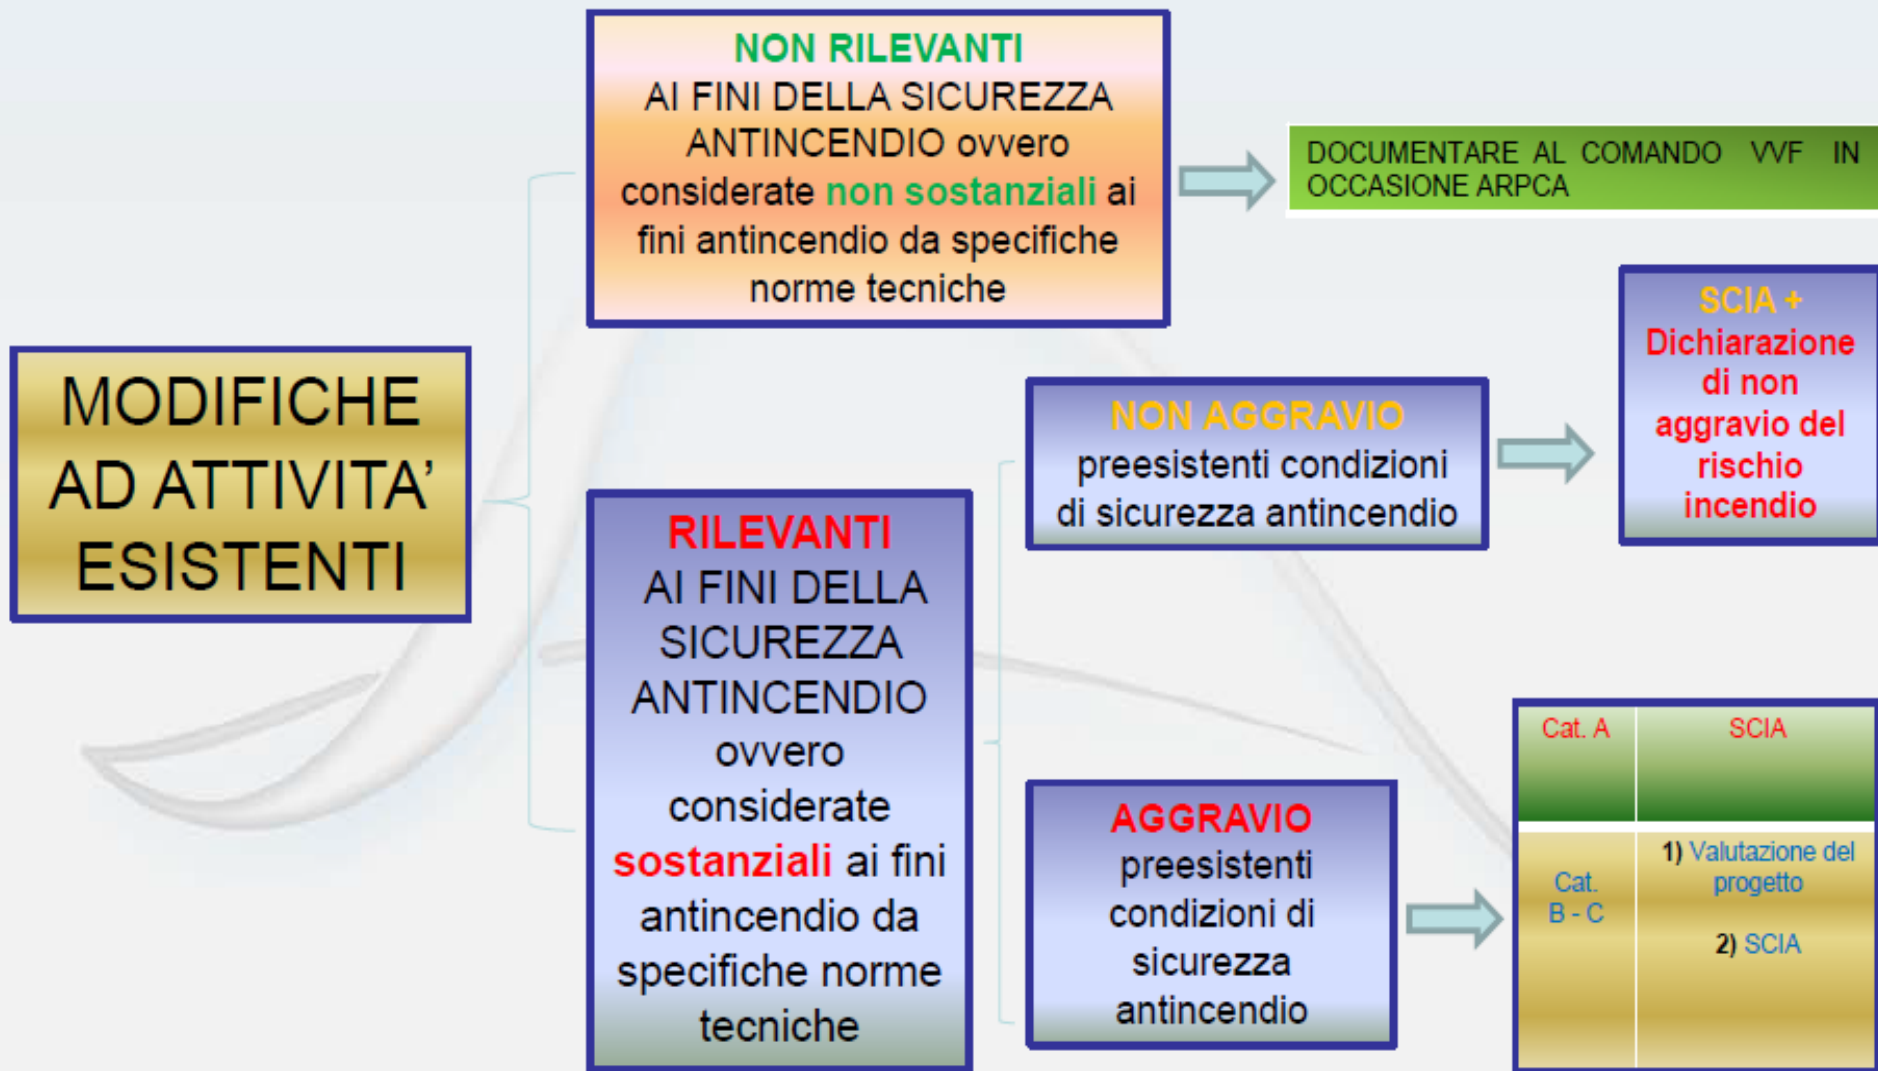 MODIFICHE
AD ATTIVITA’
ESISTENTI
NON RILEVANTI
AI FINI DELLA SICUREZZA
ANTINCENDIO ovvero
considerate non sostanziali ai
fini antincendio da specifiche
norme tecniche
DOCUMENTARE AL COMANDO VVF IN
OCCASIONE ARPCA
RILEVANTI
AI FINI DELLA
SICUREZZA
ANTINCENDIO
ovvero
considerate
sostanziali ai fini
antincendio da
specifiche norme
tecniche
NON AGGRAVIO
preesistenti condizioni
di sicurezza antincendio
SCIA +
Dichiarazione
di non
aggravio del
rischio
incendio
AGGRAVIO
preesistenti
condizioni di
sicurezza
antincendio
Cat. A
SCIA
Cat.
B - C
1) Valutazione del
progetto
2) SCIA